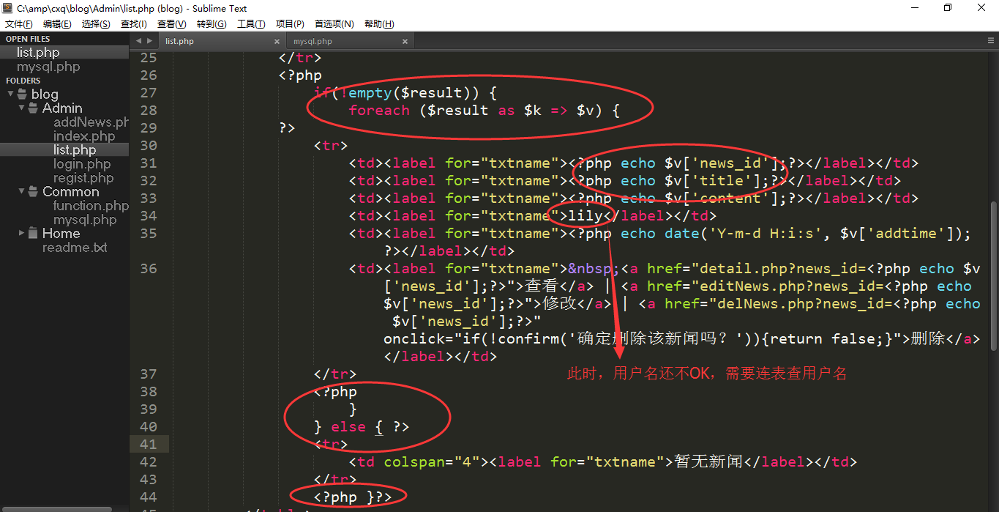 C:\amp\cxq\blog\Admin\list.php (blog) - Sublime Text
文件(F) 编辑(E) 选择(S) 查找(I) 查看(V) 转到(G) 工具(T) 项目(P) 首选项(N) 帮助(H)
OPEN FILES
list.php
mysql.php
FOLDERS
blog
Admin
addNews.ph
index.php
list.php
login.php
regist.php
Common
function.php
mysql.php
Home
readme.txt
list.php × mysql.php ×
25 </tr>
26 <?php
27 if(!empty($result)) {
28 foreach ($result as $k => $v) {
29 ?>
30 <tr>
31 <td><label for="txtname"><?php echo $v['news_id'];?></label></td>
32 <td><label for="txtname"><?php echo $v['title'];?></label></td>
33 <td><label for="txtname"><?php echo $v['content'];?></label></td>
34 <td><label for="txtname">lily</label></td>
35 <td><label for="txtname"><?php echo date('Y-m-d H:i:s', $v['addtime']);
?></label></td>
36 <td><label for="txtname">&nbsp;<a href="detail.php?news_id=<?php echo $v
['news_id'];?>">查看</a> | <a href="editNews.php?news_id=<?php echo
$v['news_id'];?>">修改</a> | <a href="delNews.php?news_id=<?php echo
$v['news_id'];?>"
onclick="if(!confirm('确定删除该新闻吗？')){return false;}">删除</a>
</label></td>
37 </tr>
此时，用户名还不OK，需要连表查用户名
38 <?php
39 }
40 } else { ?>
41 <tr>
42 <td colspan="4"><label for="txtname">暂无新闻</label></td>
43 </tr>
44 <?php }?>